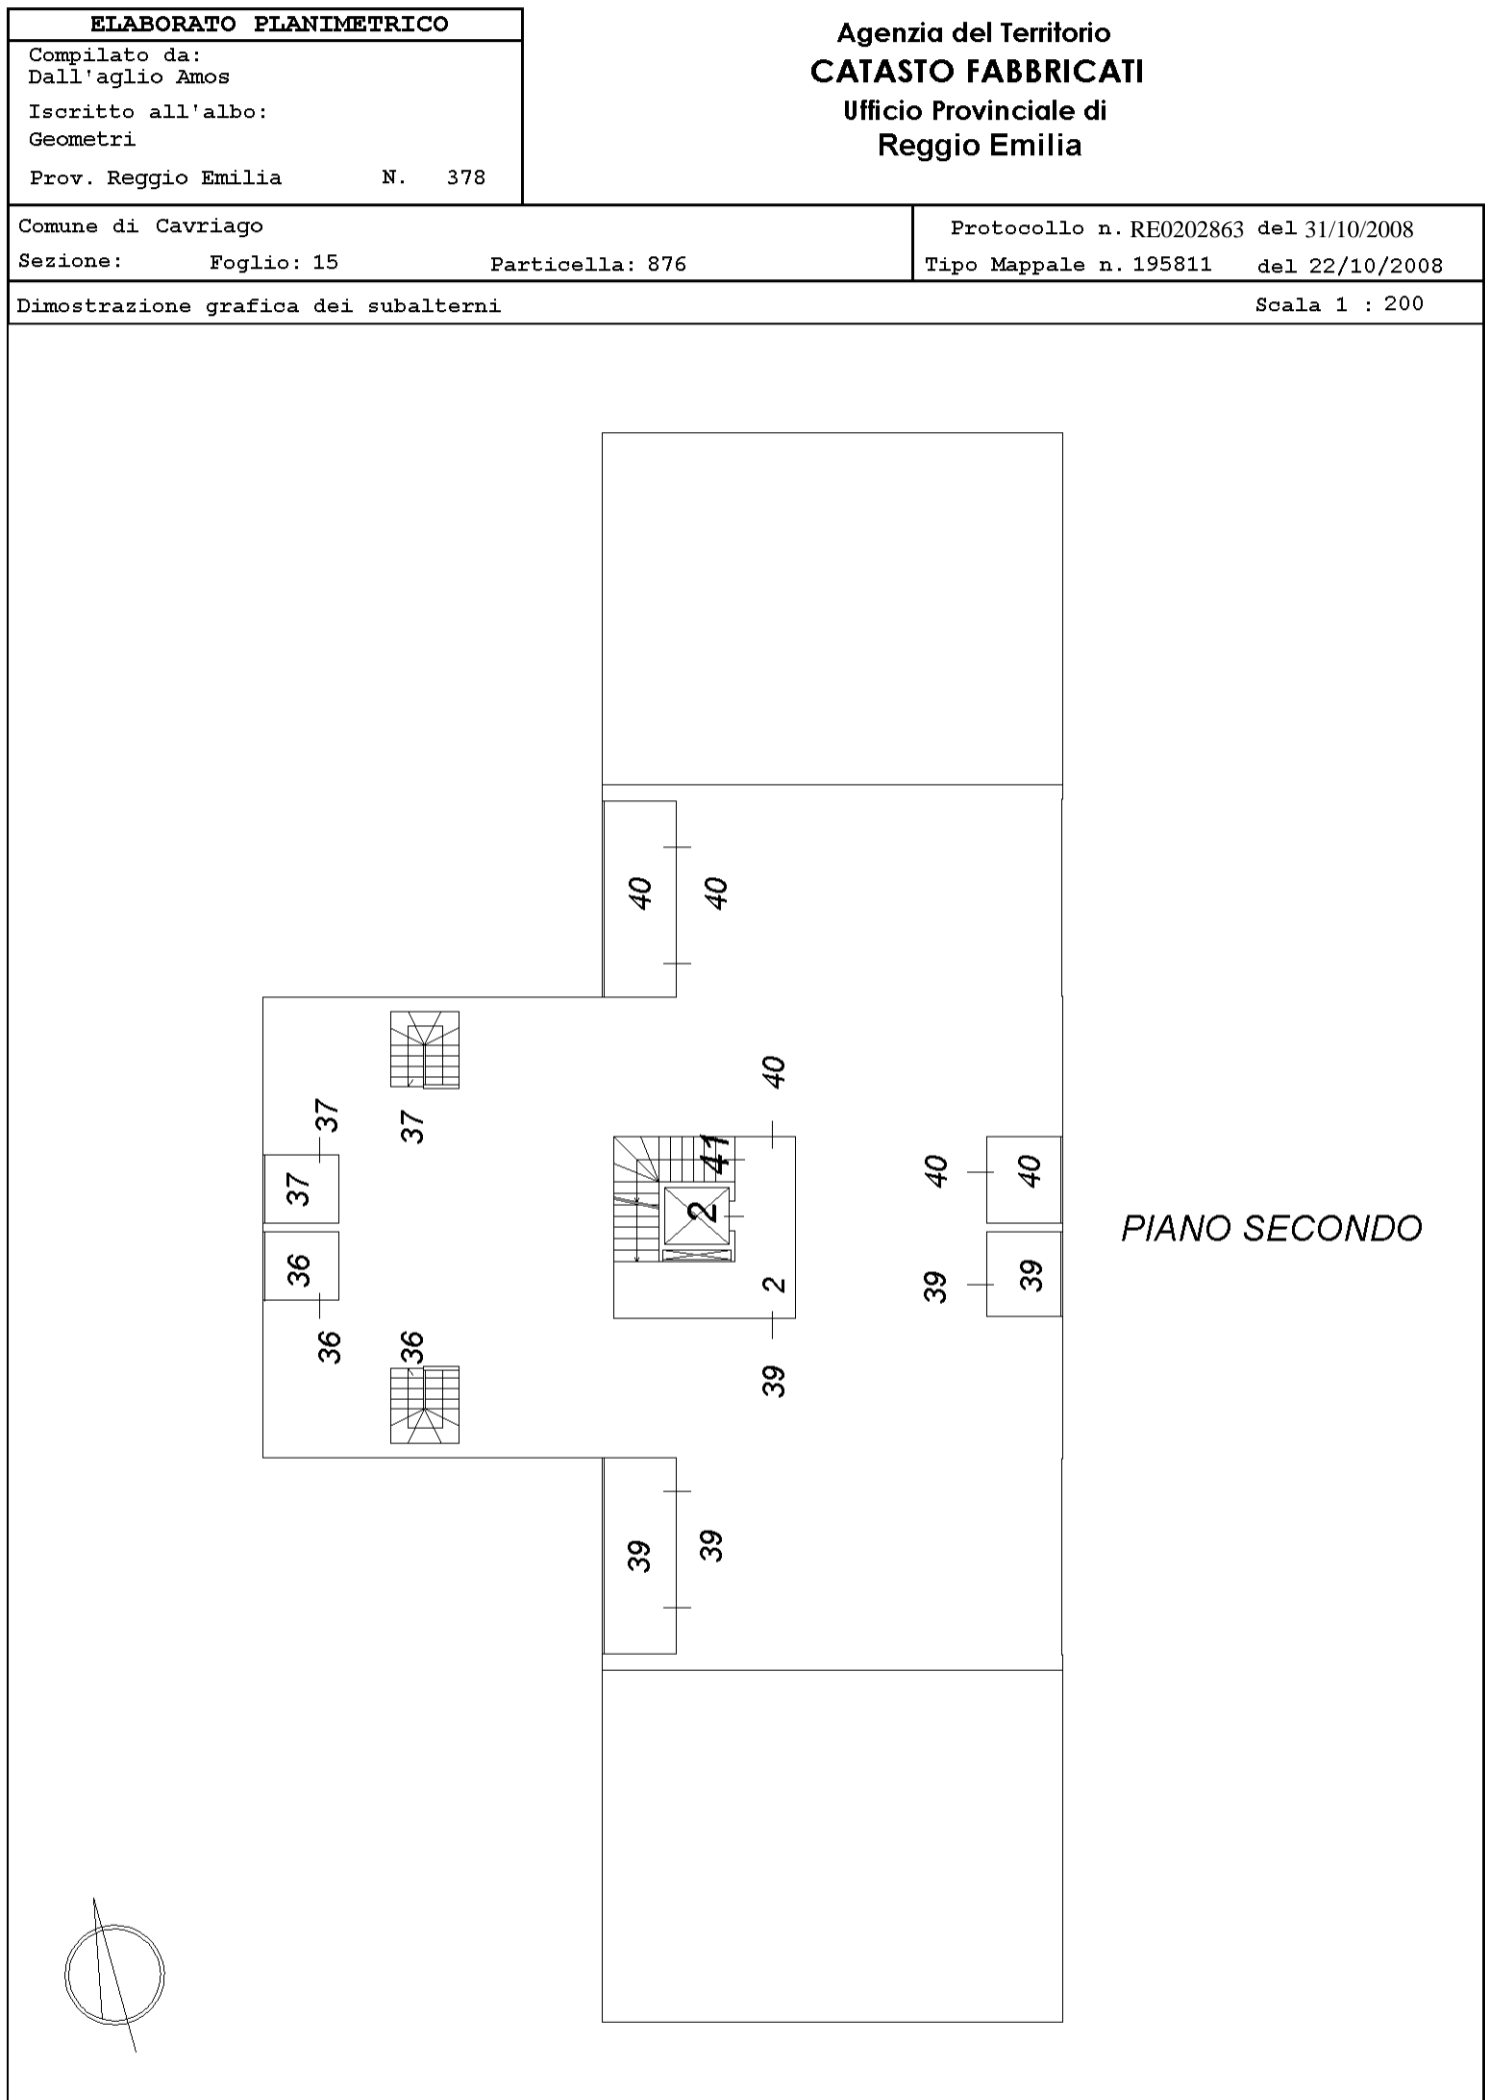 ELABORATO PLANIMETRICO
Compilato da:
Dall'aglio Amos
Iscritto all'albo:
Geometri
Prov. Reggio Emilia N. 378
Agenzia del Territorio
CATASTO FABBRICATI
Ufficio Provinciale di
Reggio Emilia
Comune di Cavriago
Sezione: Foglio: 15 Particella: 876
Protocollo n. RE0202863 del 31/10/2008
Tipo Mappale n. 195811 del 22/10/2008
Dimostrazione grafica dei subalterni
Scala 1 : 200
40 40
40
37 37
41
40 40
37
2
PIANO SECONDO
36
2
39 39
36 36
39
39 39